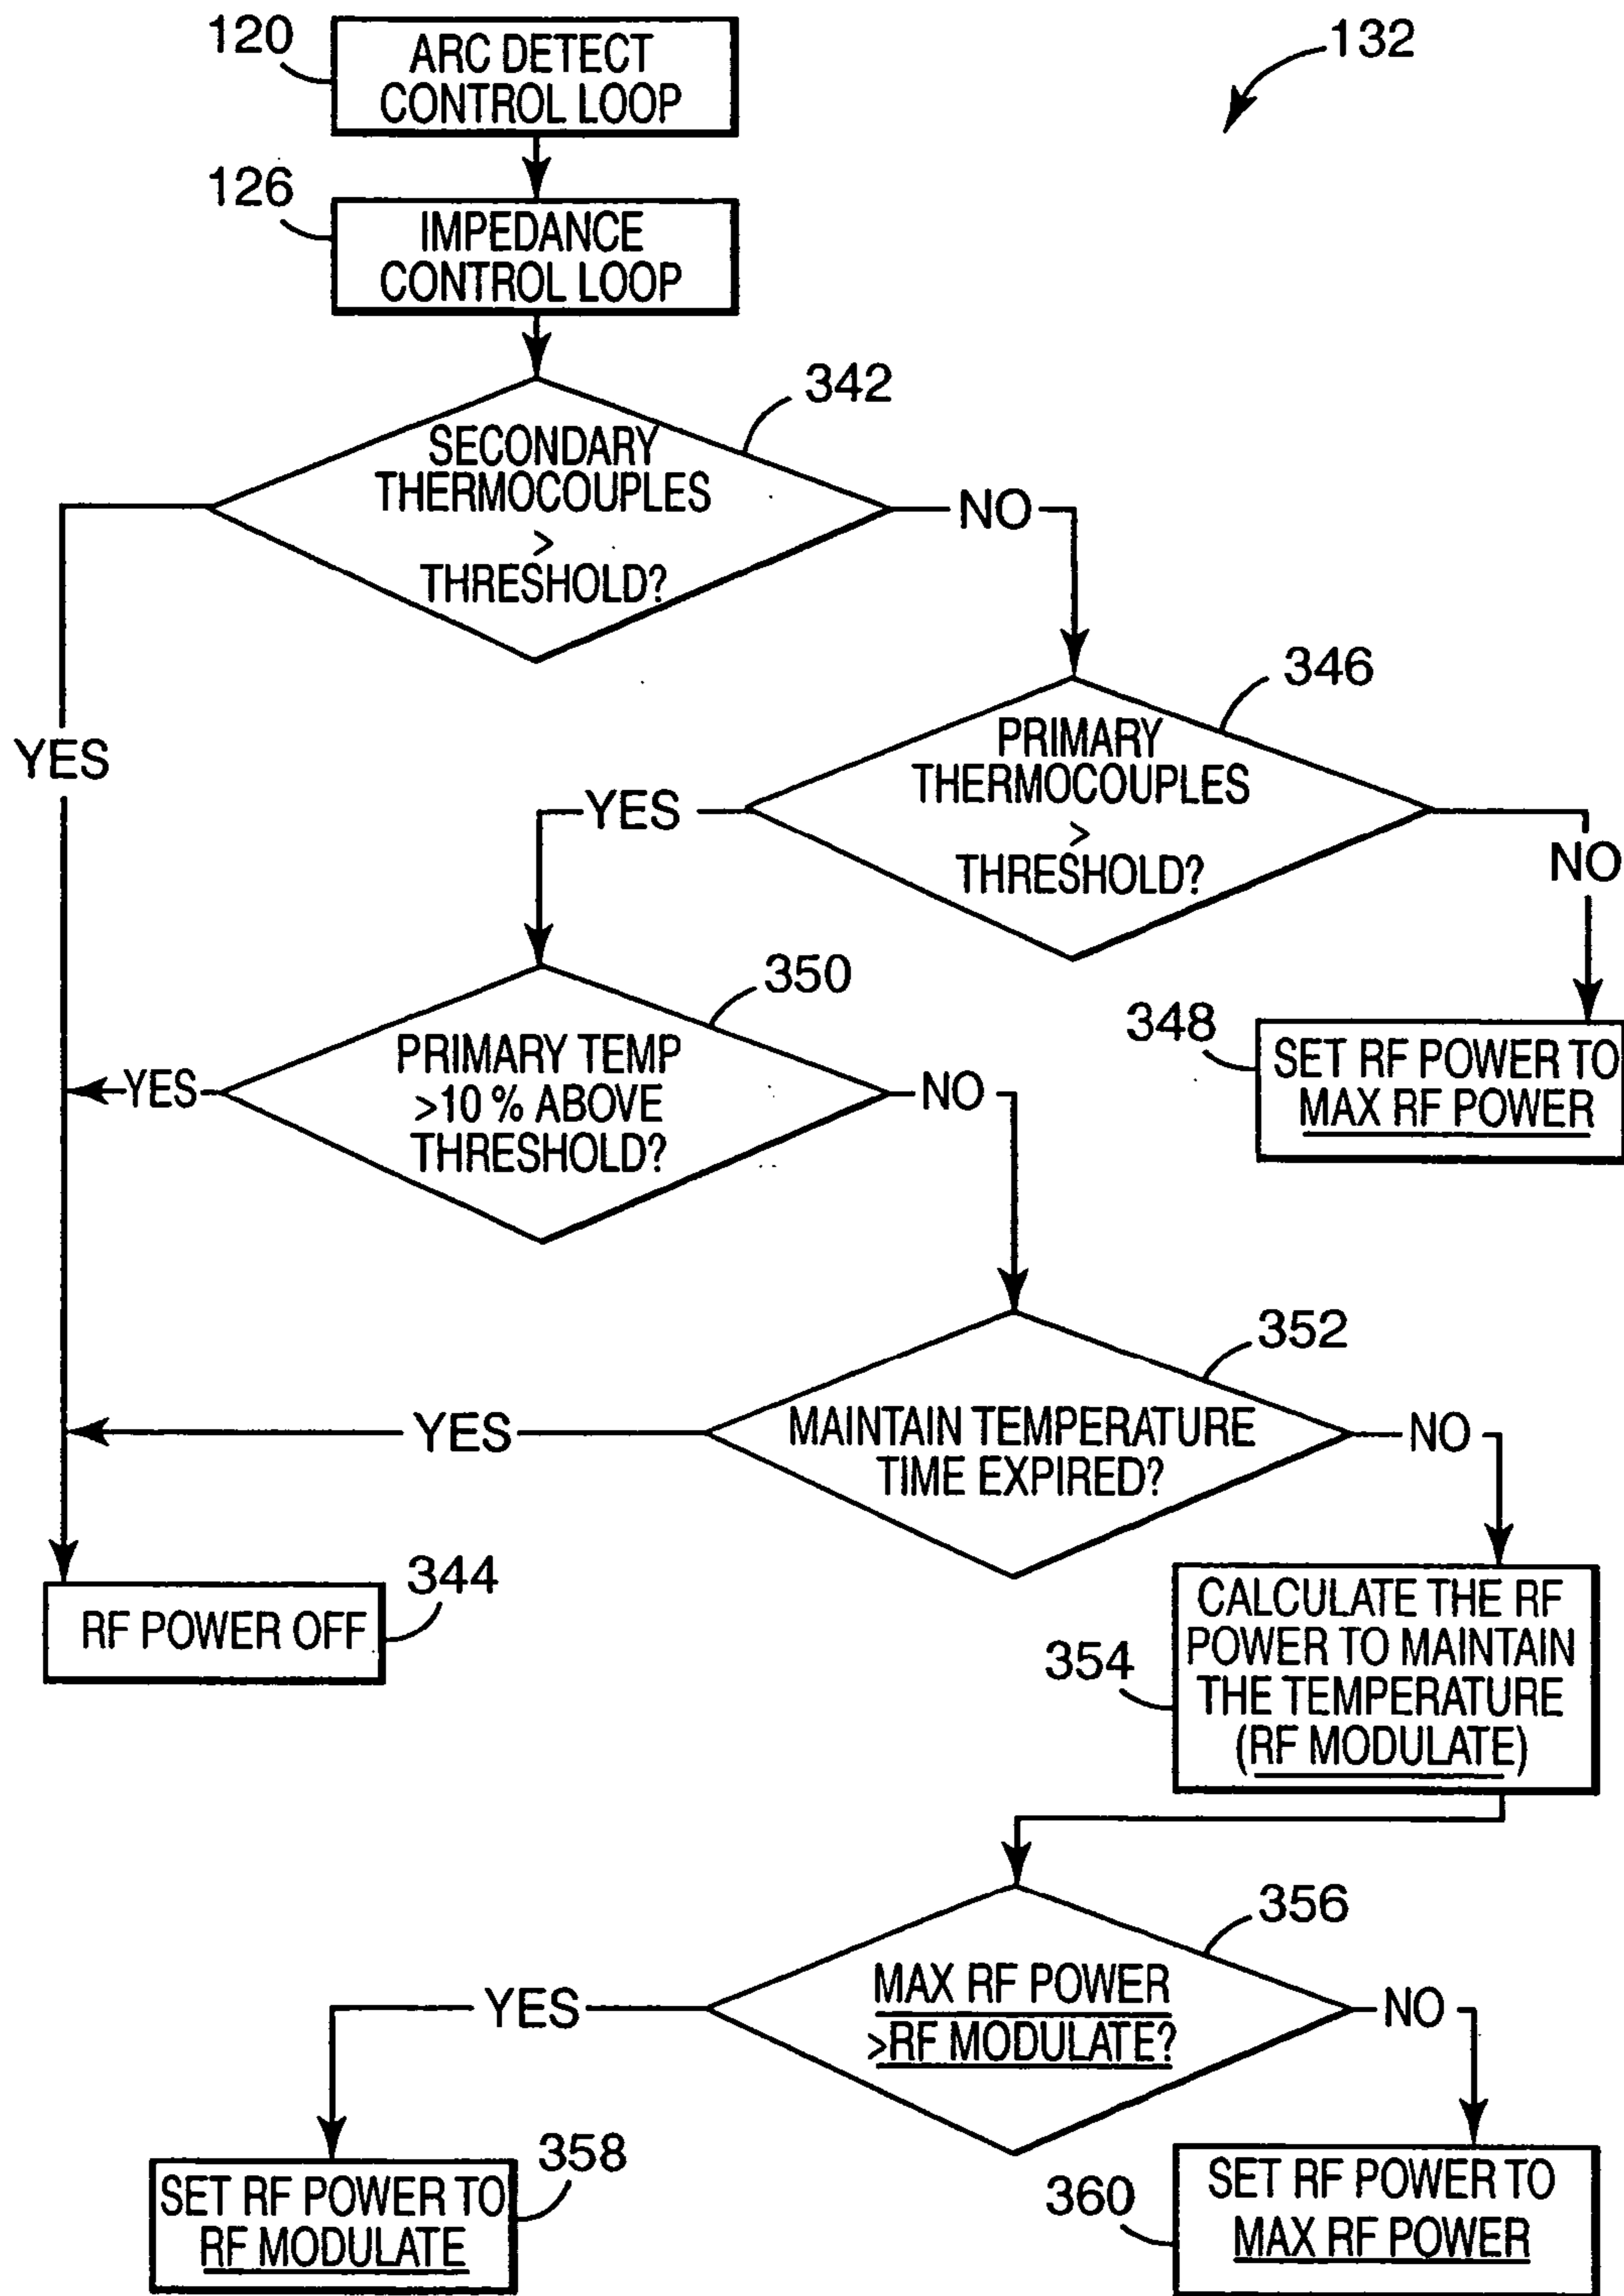 120
ARC DETECT
CONTROL LOOP
132
126
IMPEDANCE
CONTROL LOOP
342
SECONDARY
THERMOCOUPLES
>
THRESHOLD?
NO
YES
346
PRIMARY
THERMOCOUPLES
>
THRESHOLD?
YES
NO
350
PRIMARY TEMP
>10 % ABOVE
THRESHOLD?
YES
NO
348
SET RF POWER TO
MAX RF POWER
352
MAINTAIN TEMPERATURE
TIME EXPIRED?
YES
NO
344
RF POWER OFF
354
CALCULATE THE RF
POWER TO MAINTAIN
THE TEMPERATURE
(RF MODULATE)
356
MAX RF POWER
>RF MODULATE?
YES
NO
358
SET RF POWER TO
RF MODULATE
360
SET RF POWER TO
MAX RF POWER